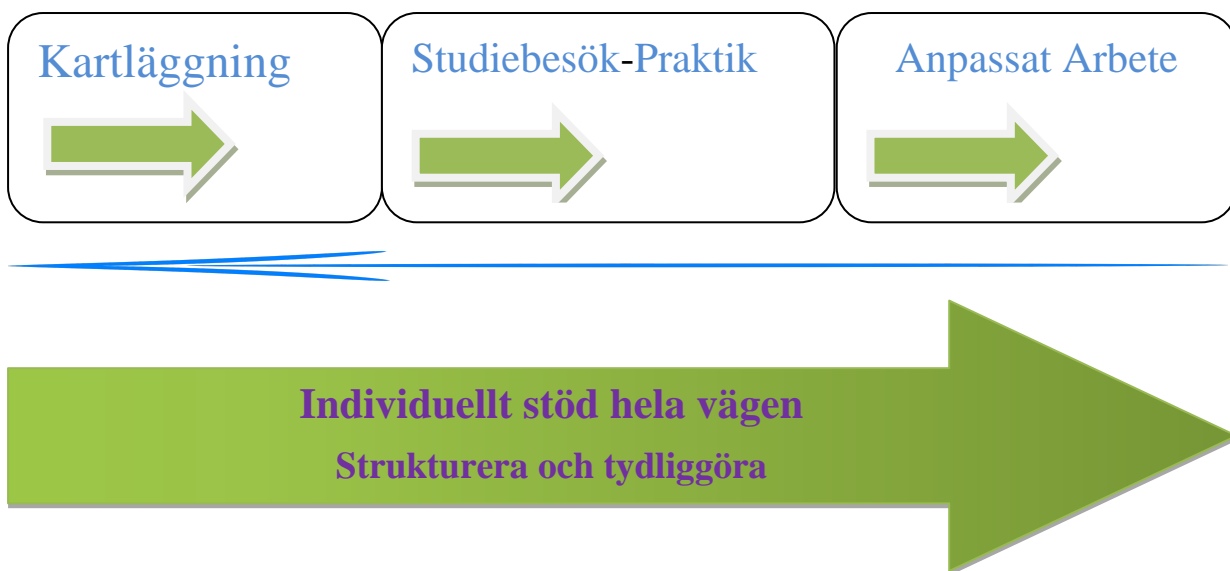 Kartläggning
Studiebesök-Praktik
Anpassat Arbete
Individuellt stöd hela vägen
Strukturera och tydliggöra